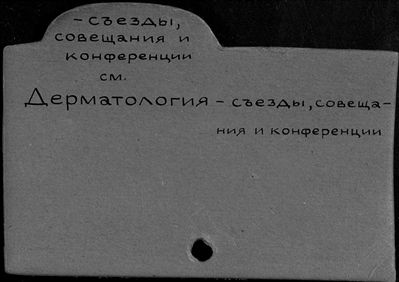 - съезды,
совещания и
конференции
см.
Дерматология - съезды, совеща-
ния и конференции